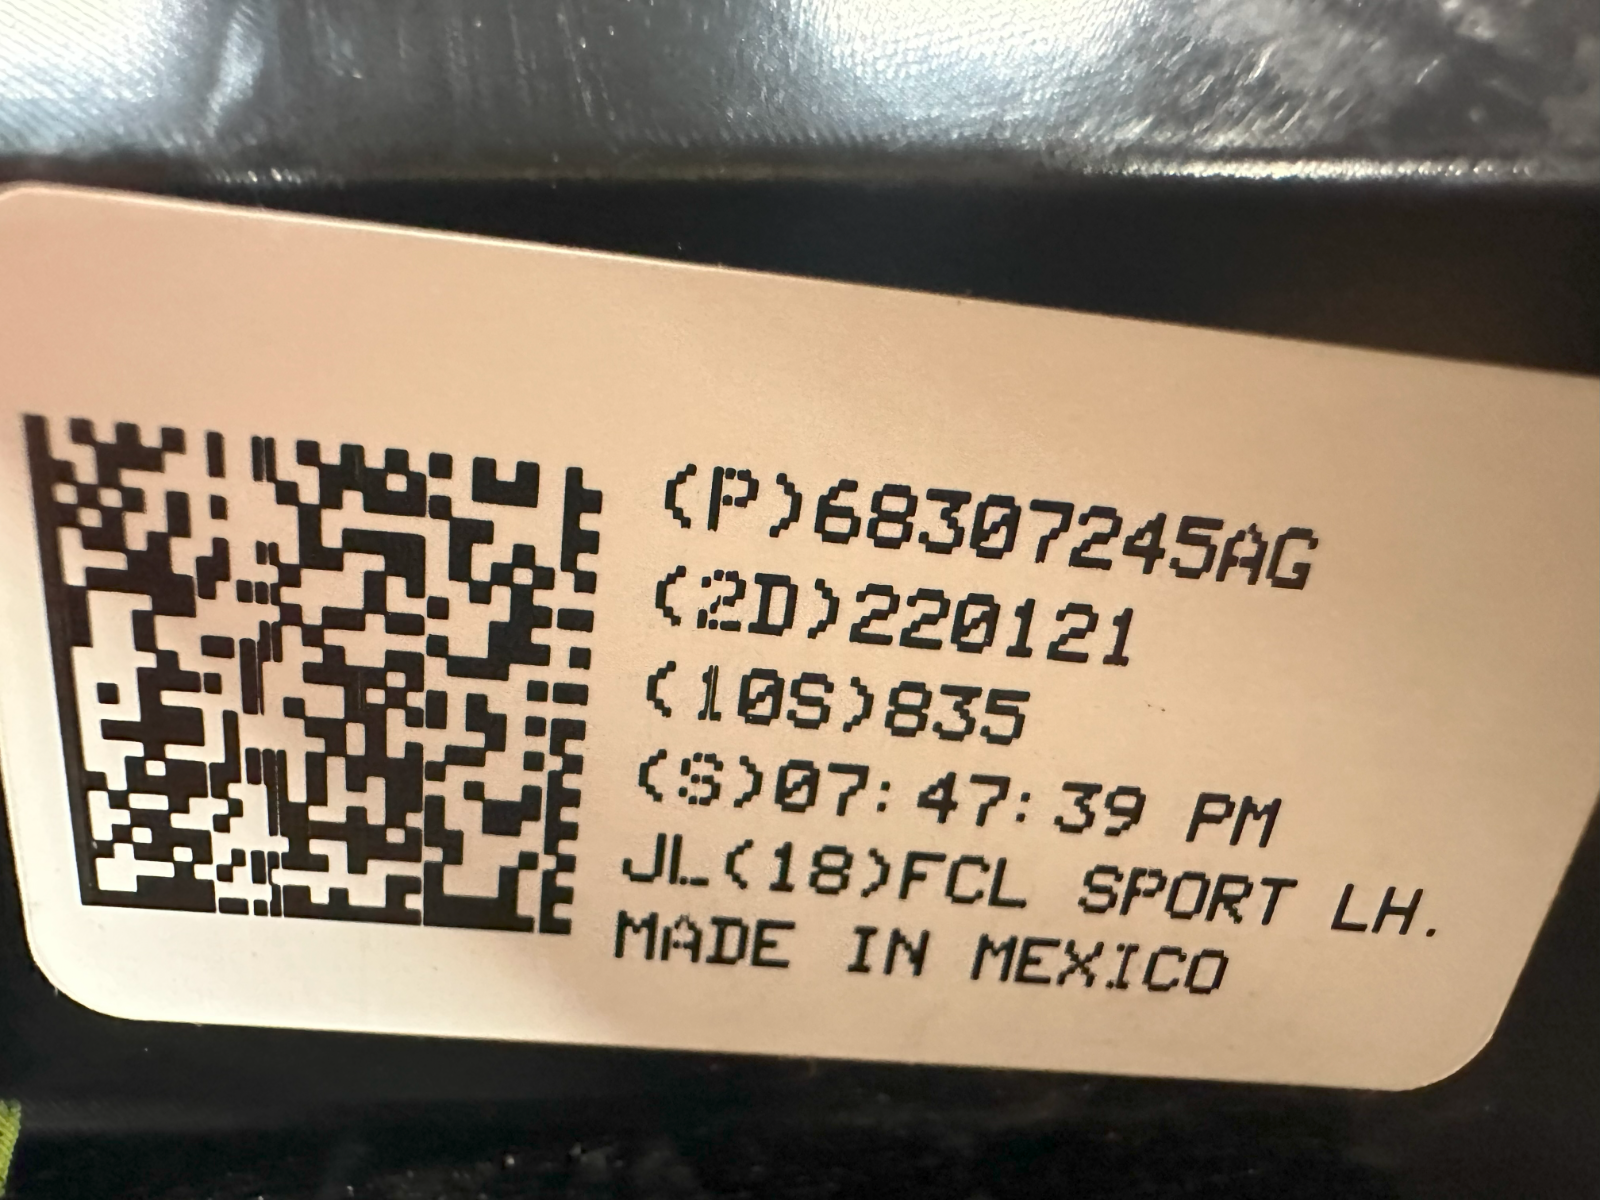 (P)68307245AG
(2D)220121
(10S)835
(S)07:47:39 PM
JL(18)FCL SPORT LH.
MADE IN MEXICO